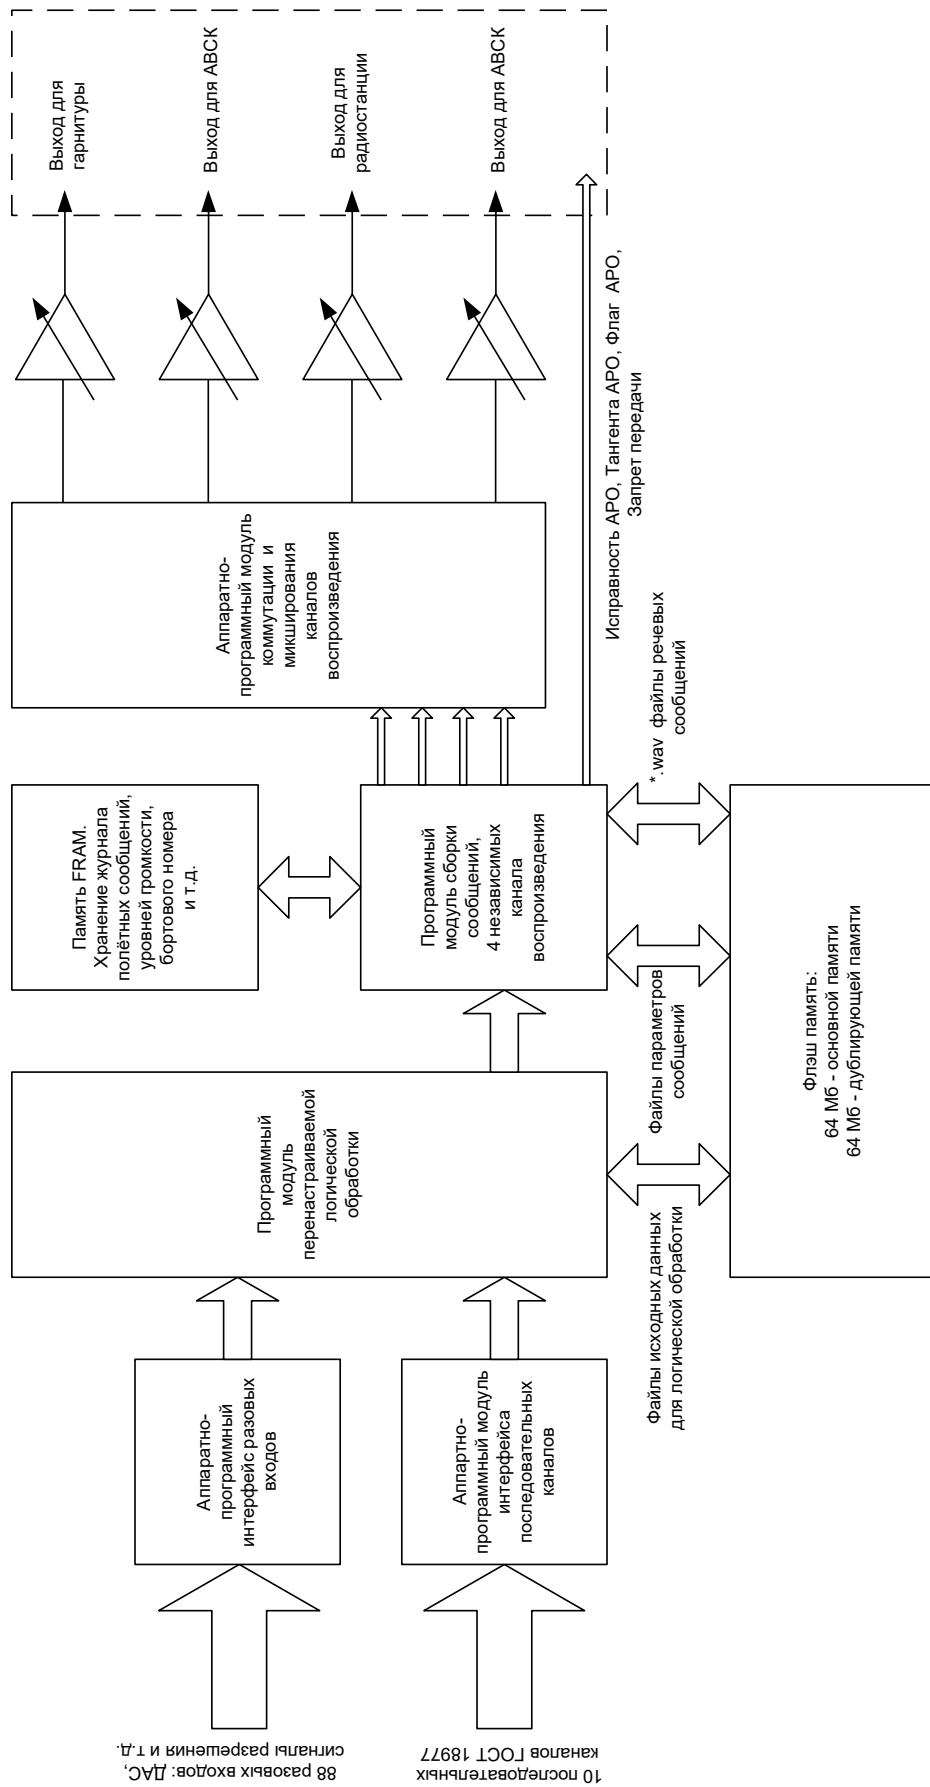 88 разовых входов: ДАС,
сигналы разрешения и т.д.
10 последовательных
каналов ГОСТ 18977
Аппаратно-
программный
интерфейс разовых
входов
Аппартно-
программный модуль
интерфейса
последовательных
каналов
Программный
модуль
перенастраиваемой
логической
обработки
Память FRAM.
Хранение журнала
полётных сообщений,
уровней громкости,
бортового номера
и т.д.
Программный
модуль сборки
сообщений,
4 независимых
канала
воспроизведения
Аппаратно-
программный модуль
коммутации и
микширования
каналов
воспроизведения
Выход для
гарнитуры
Выход для АВСК
Выход для
радиостанции
Выход для АВСК
Исправность АРО, Тангента АРО, Флаг АРО,
Запрет передачи
Файлы исходных данных
для логической обработки
Файлы параметров
сообщений
*.wav файлы речевых
сообщений
Флэш память:
64 Мб - основной памяти
64 Мб - дублирующей памяти